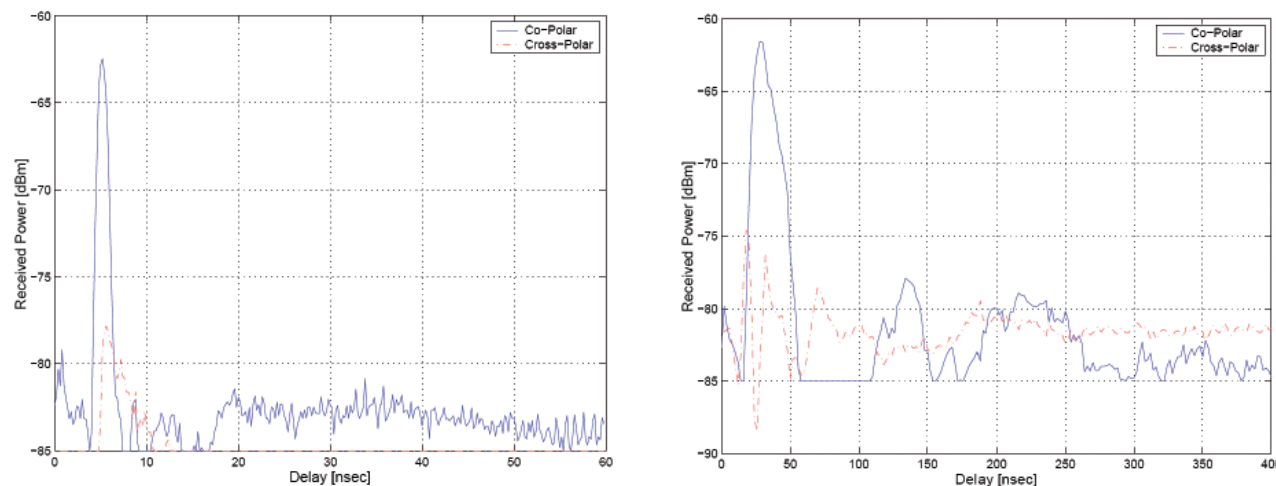 −60
−65
−70
−75
−80
−85
0 10 20 30 40 50 60
Received Power [dBm]
Delay [nsec]
Co−Polar
Cross−Polar
−60
−65
−70
−75
−80
−85
−90
0 50 100 150 200 250 300 350 400
Received Power [dBm]
Delay [nsec]
Co−Polar
Cross−Polar